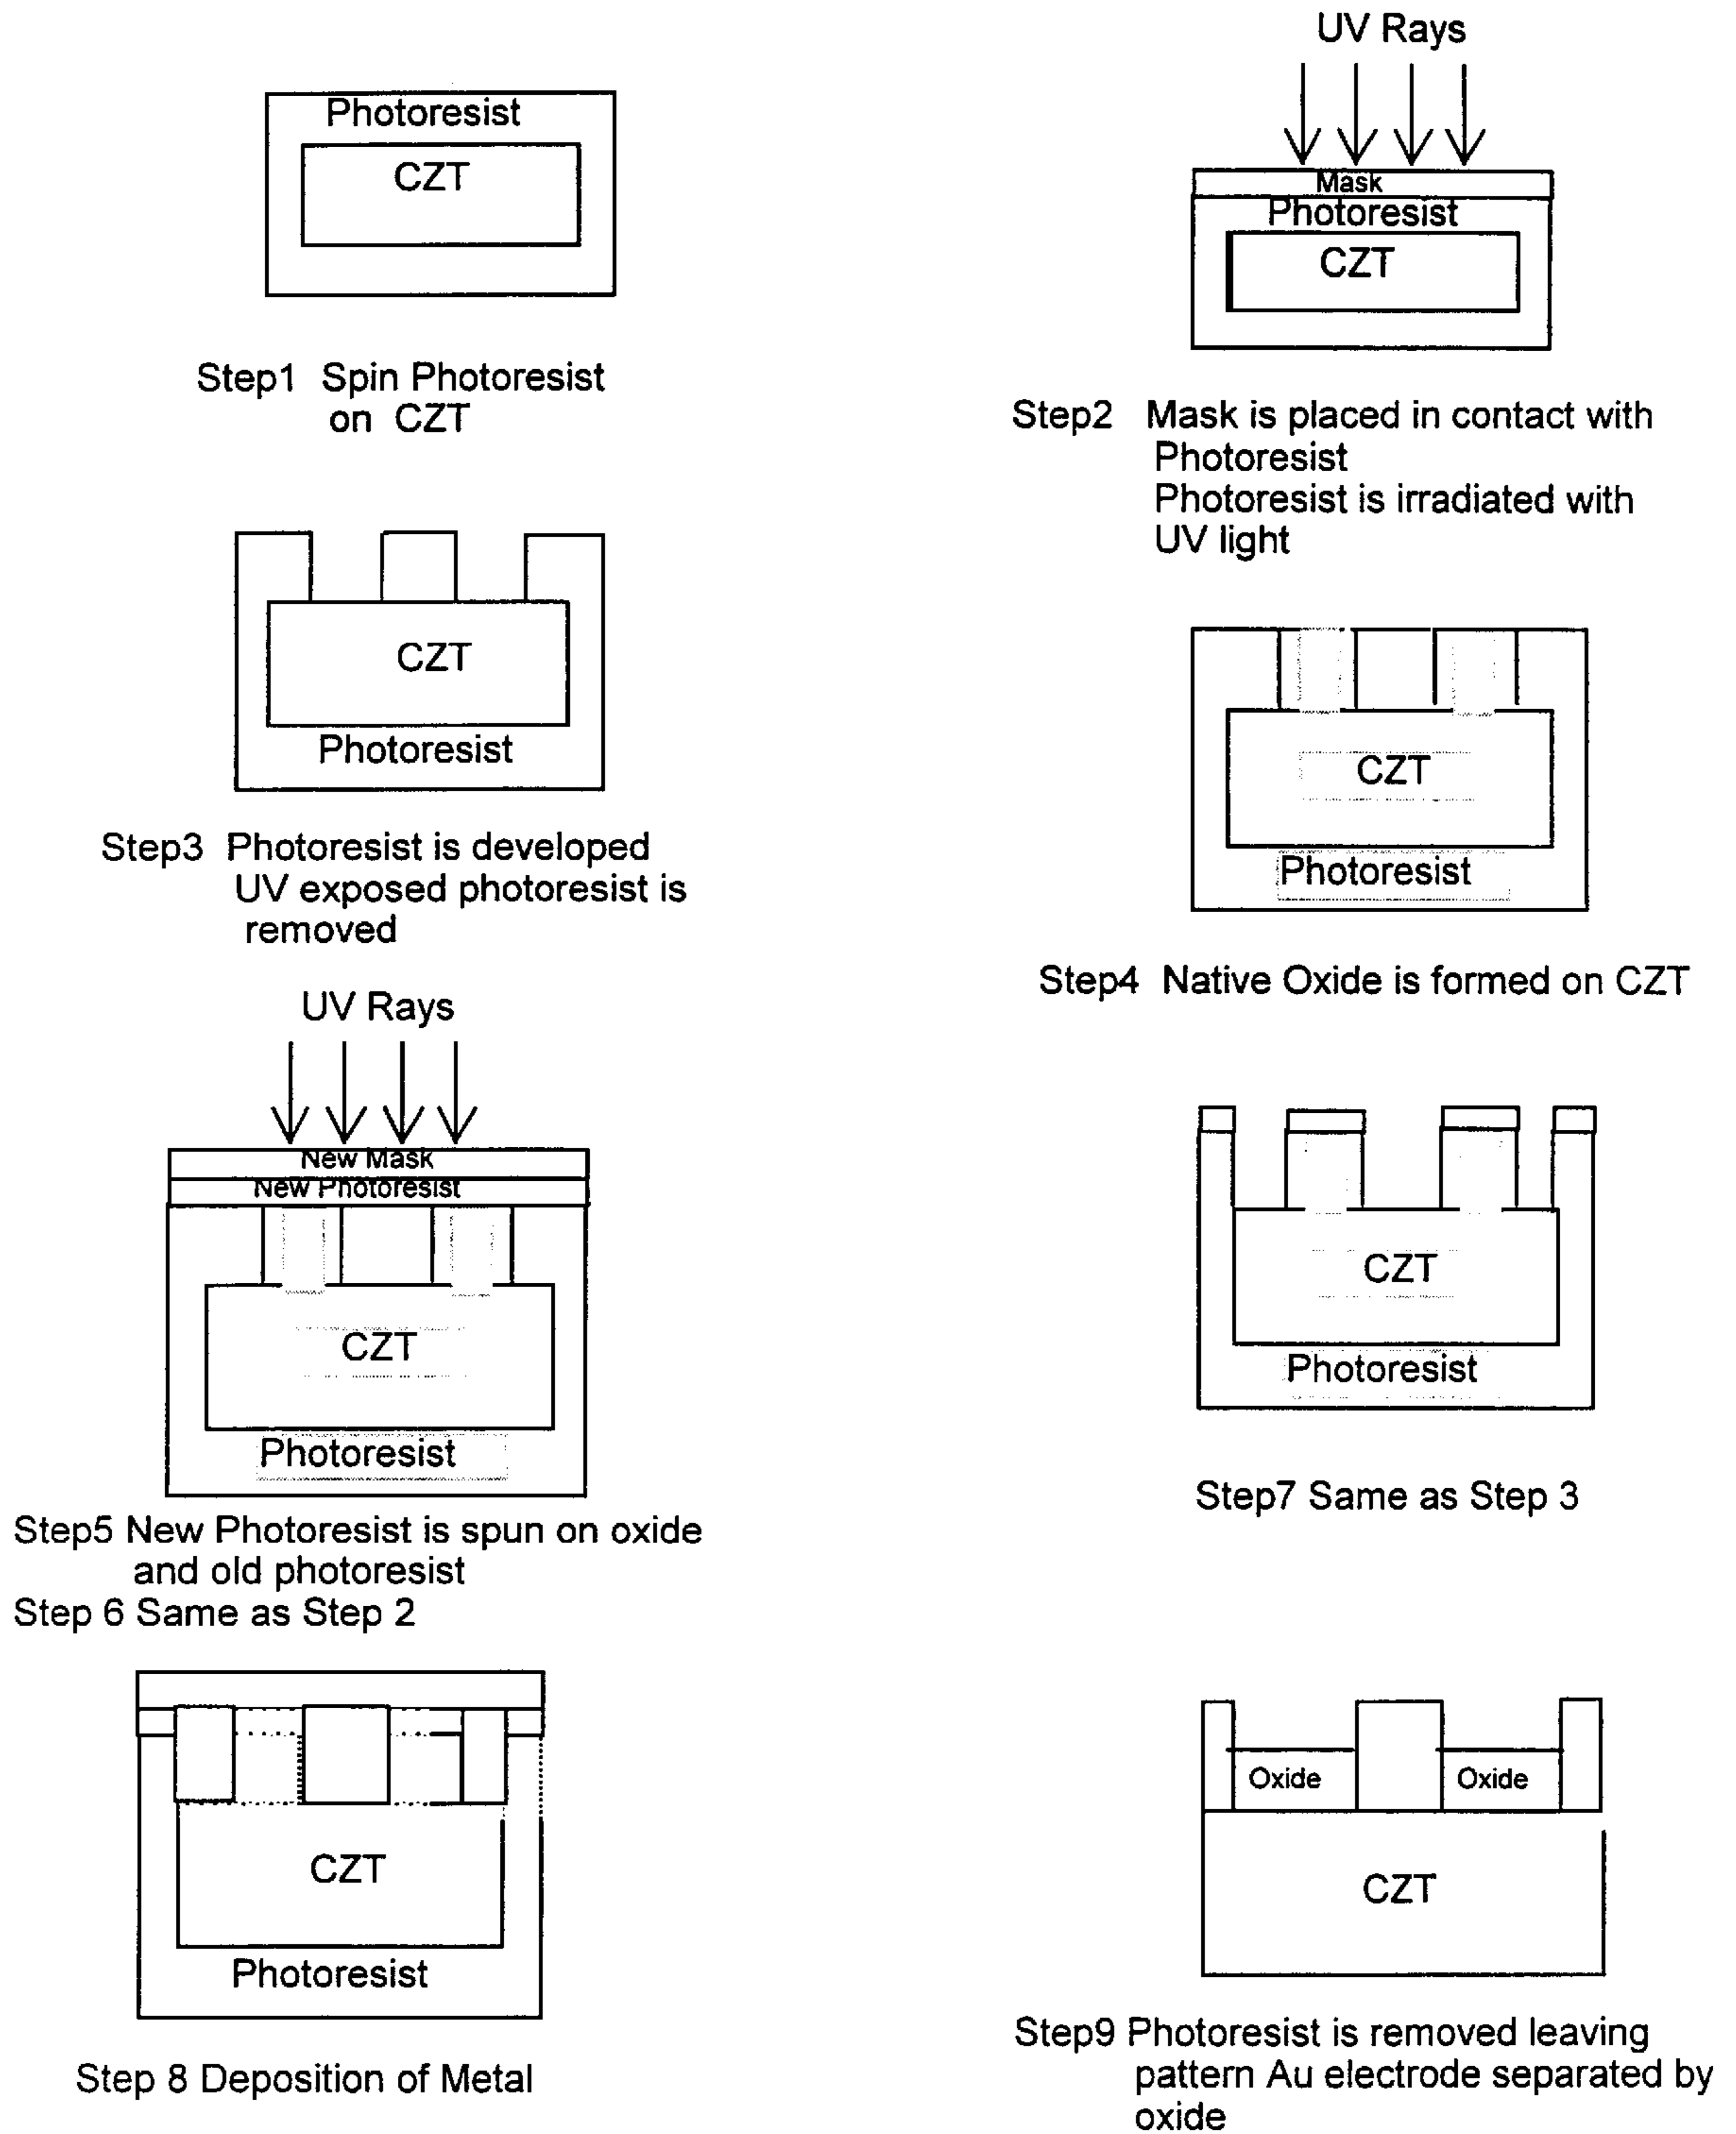 Photoresist
CZT
Step1 Spin Photoresist
on CZT
UV Rays
Mask
Photoresist
CZT
Step2 Mask is placed in contact with
Photoresist
Photoresist is irradiated with
UV light
CZT
Photoresist
Step3 Photoresist is developed
UV exposed photoresist is
removed
CZT
Photoresist
Step4 Native Oxide is formed on CZT
UV Rays
New Mask
New Photoresist
CZT
Photoresist
Step5 New Photoresist is spun on oxide
and old photoresist
Step 6 Same as Step 2
CZT
Photoresist
Step7 Same as Step 3
CZT
Photoresist
Step 8 Deposition of Metal
Oxide Oxide
CZT
Step9 Photoresist is removed leaving
pattern Au electrode separated by
oxide